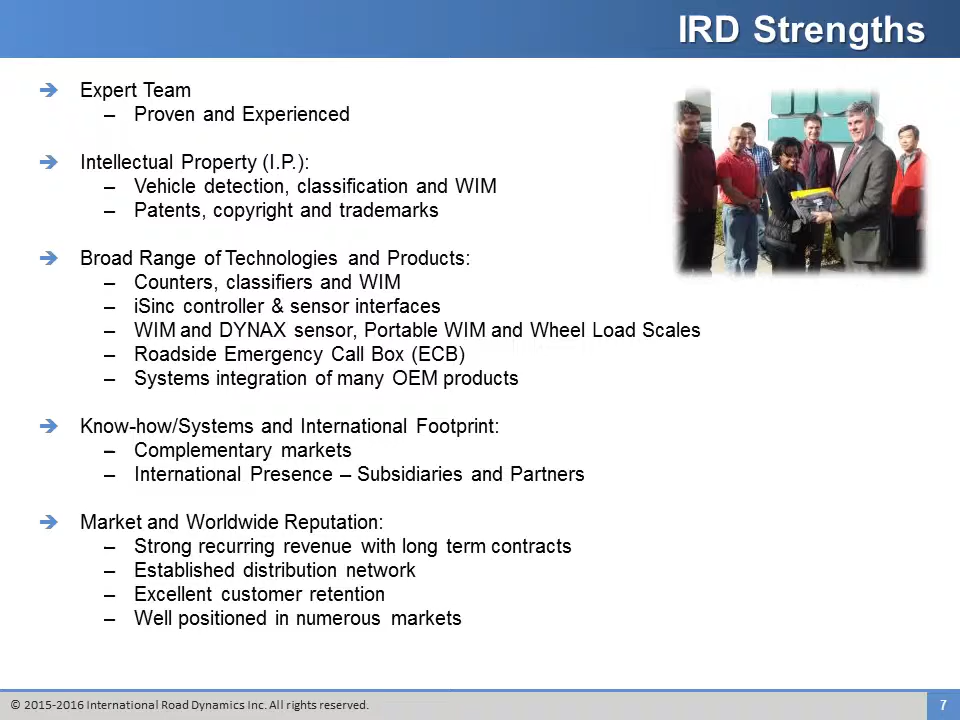 IRD Strengths
➔ Expert Team
– Proven and Experienced
➔ Intellectual Property (I.P.):
– Vehicle detection, classification and WIM
– Patents, copyright and trademarks
➔ Broad Range of Technologies and Products:
– Counters, classifiers and WIM
– iSinc controller & sensor interfaces
– WIM and DYNAX sensor, Portable WIM and Wheel Load Scales
– Roadside Emergency Call Box (ECB)
– Systems integration of many OEM products
➔ Know-how/Systems and International Footprint:
– Complementary markets
– International Presence – Subsidiaries and Partners
➔ Market and Worldwide Reputation:
– Strong recurring revenue with long term contracts
– Established distribution network
– Excellent customer retention
– Well positioned in numerous markets
© 2015-2016 International Road Dynamics Inc. All rights reserved.
7